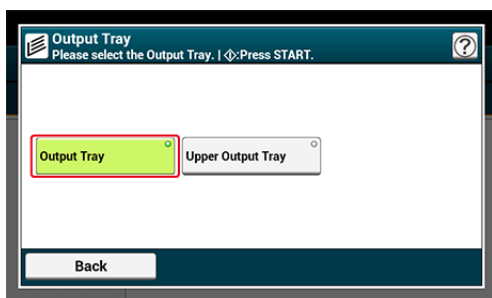 Output Tray
Please select the Output Tray. | :Press START.
?
Output Tray
Upper Output Tray
Back